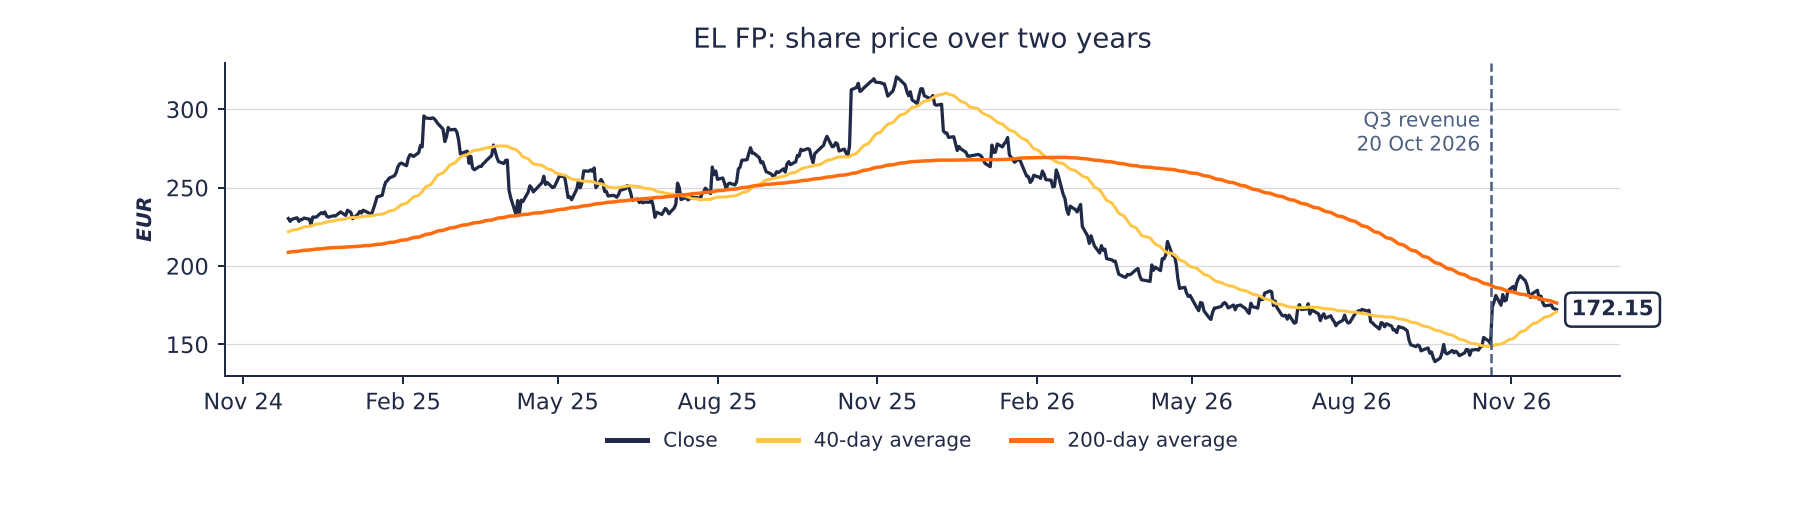 EL FP: share price over two years
EUR
300
250
200
150
Q3 revenue
20 Oct 2026
172.15
Nov 24 Feb 25 May 25 Aug 25 Nov 25 Feb 26 May 26 Aug 26 Nov 26
Close 40-day average 200-day average